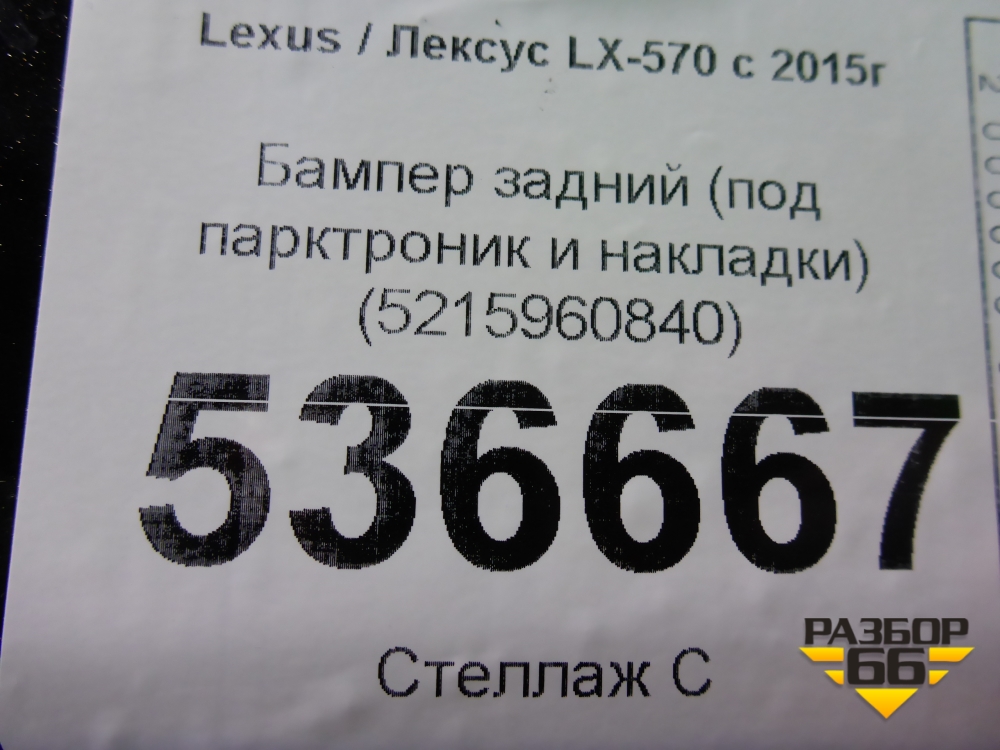 Lexus / Лексус LX-570 с 2015г
Бампер задний (под
парктроник и накладки)
(5215960840)
536667
Стеллаж С
РАЗБОР
66